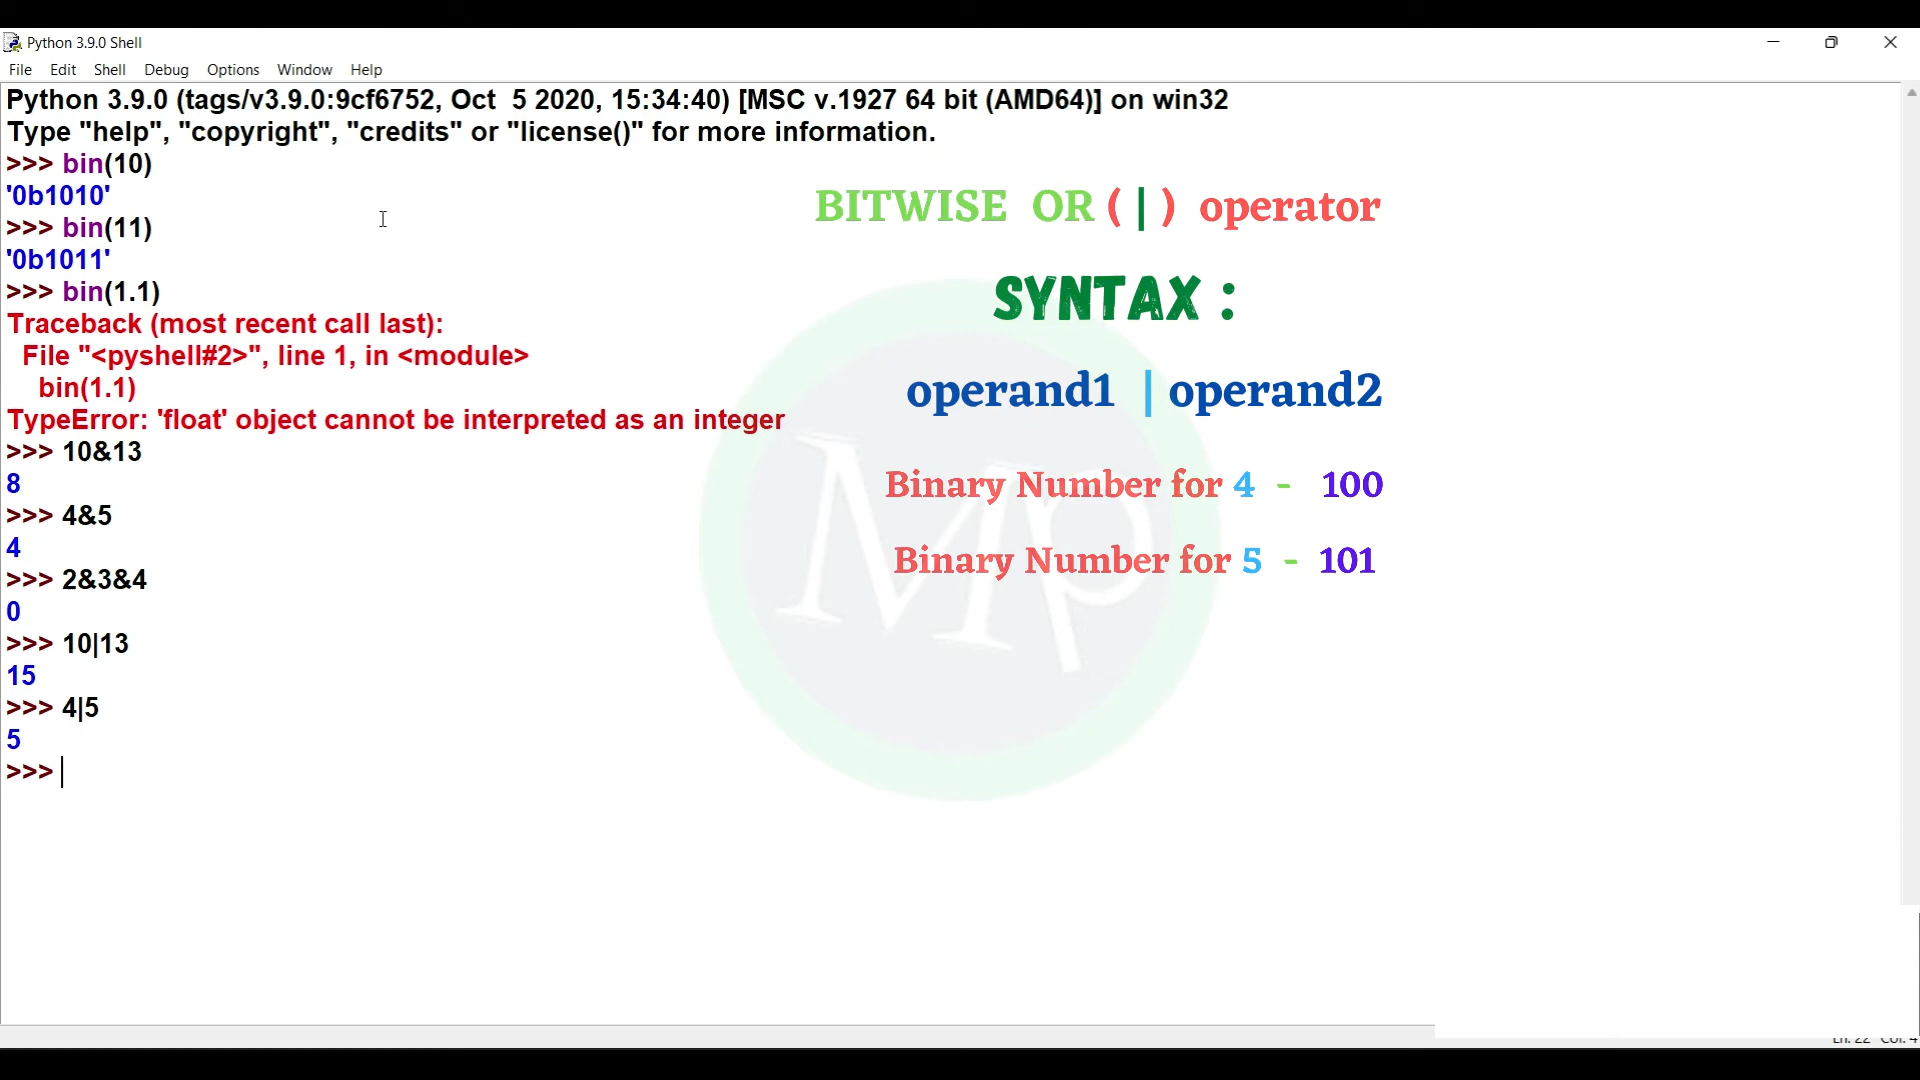 Python 3.9.0 Shell
File Edit Shell Debug Options Window Help
Python 3.9.0 (tags/v3.9.0:9cf6752, Oct  5 2020, 15:34:40) [MSC v.1927 64 bit (AMD64)] on win32
Type "help", "copyright", "credits" or "license()" for more information.
>>> bin(10)
'0b1010'
>>> bin(11)
'0b1011'
>>> bin(1.1)
Traceback (most recent call last):
  File "<pyshell#2>", line 1, in <module>
    bin(1.1)
TypeError: 'float' object cannot be interpreted as an integer
>>> 10&13
8
>>> 4&5
4
>>> 2&3&4
0
>>> 10|13
15
>>> 4|5
5
>>>
BITWISE OR ( | ) operator
SYNTAX :
operand1 | operand2
Binary Number for 4 - 100
Binary Number for 5 - 101
Mp
Ln: 22 Col: 4